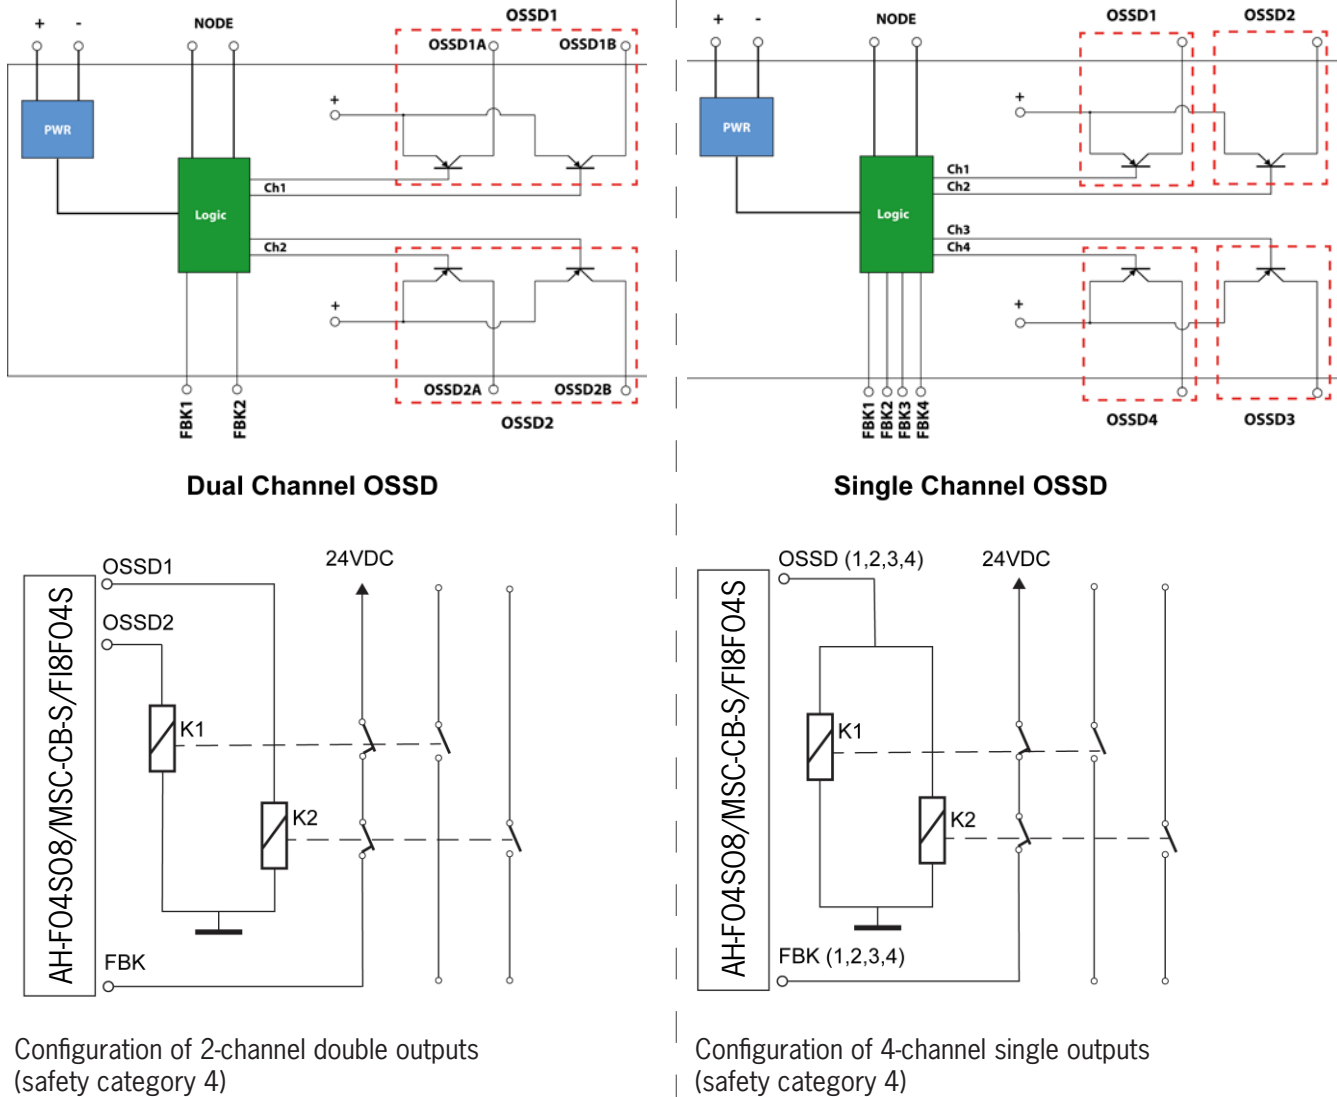 + - NODE OSSD1
OSSD1A OSSD1B
+
PWR
Logic
Ch1
Ch2
+
FBK1
FBK2
OSSD2A OSSD2B
OSSD2
Dual Channel OSSD
+ - NODE OSSD1 OSSD2
+
PWR
Logic
Ch1
Ch2
Ch3
Ch4
+
FBK1
FBK2
FBK3
FBK4
OSSD4 OSSD3
Single Channel OSSD
AH-FO4SO8/MSC-CB-S/FI8FO4S
OSSD1
24VDC
OSSD2
K1
K2
FBK
Configuration of 2-channel double outputs
(safety category 4)
AH-FO4SO8/MSC-CB-S/FI8FO4S
OSSD (1,2,3,4)
24VDC
K1
K2
FBK (1,2,3,4)
Configuration of 4-channel single outputs
(safety category 4)